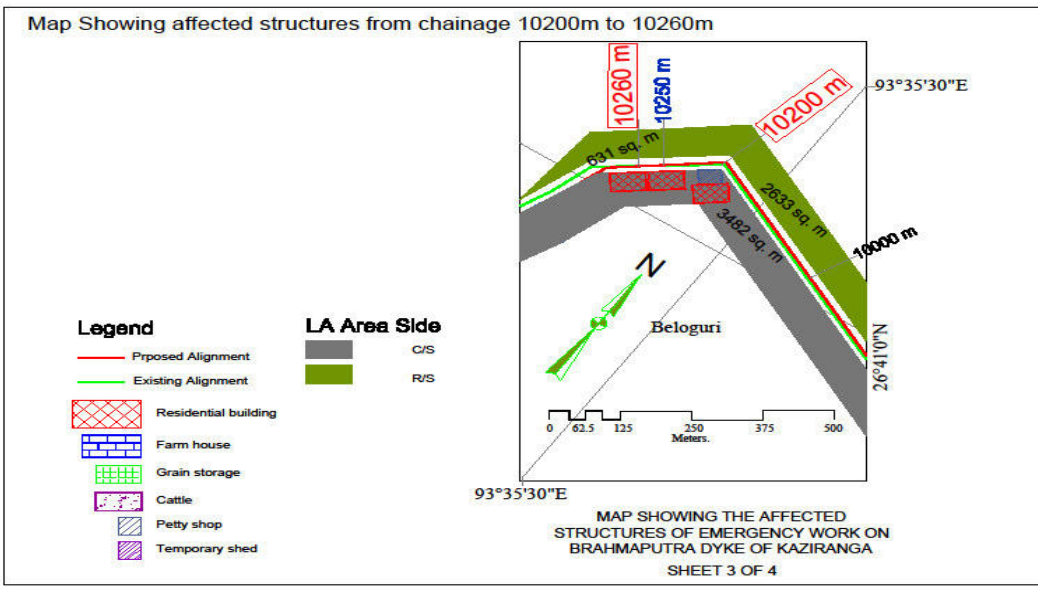 Map Showing affected structures from chainage 10200m to 10260m
10260 m
10250 m
10200 m
93°35'30"E
631 sq. m
2633 sq. m
3482 sq. m
10000 m
N
Beloguri
26°41'0"N
0 62.5 125 250 375 500
Meters.
93°35'30"E
Legend
Prposed Alignment
Existing Alignment
Residential building
Farm house
Grain storage
Cattle
Petty shop
Temporary shed
LA Area Side
C/S
R/S
MAP SHOWING THE AFFECTED
STRUCTURES OF EMERGENCY WORK ON
BRAHMAPUTRA DYKE OF KAZIRANGA
SHEET 3 OF 4